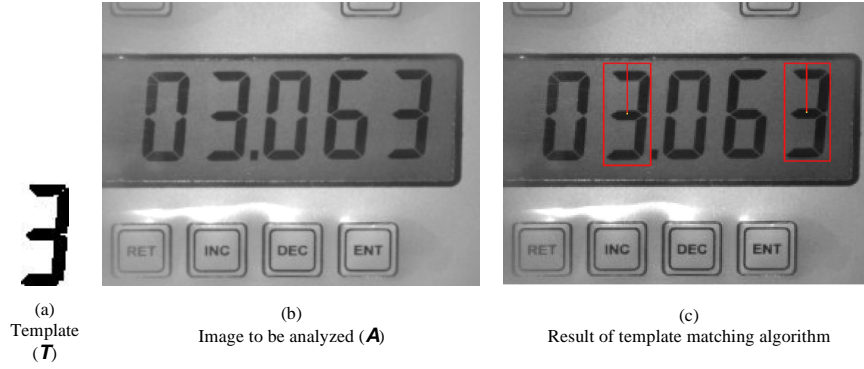 03.063
RET INC DEC ENT
03.063
RET INC DEC ENT
(a)
Template
(T)
(b)
Image to be analyzed (A)
(c)
Result of template matching algorithm
3